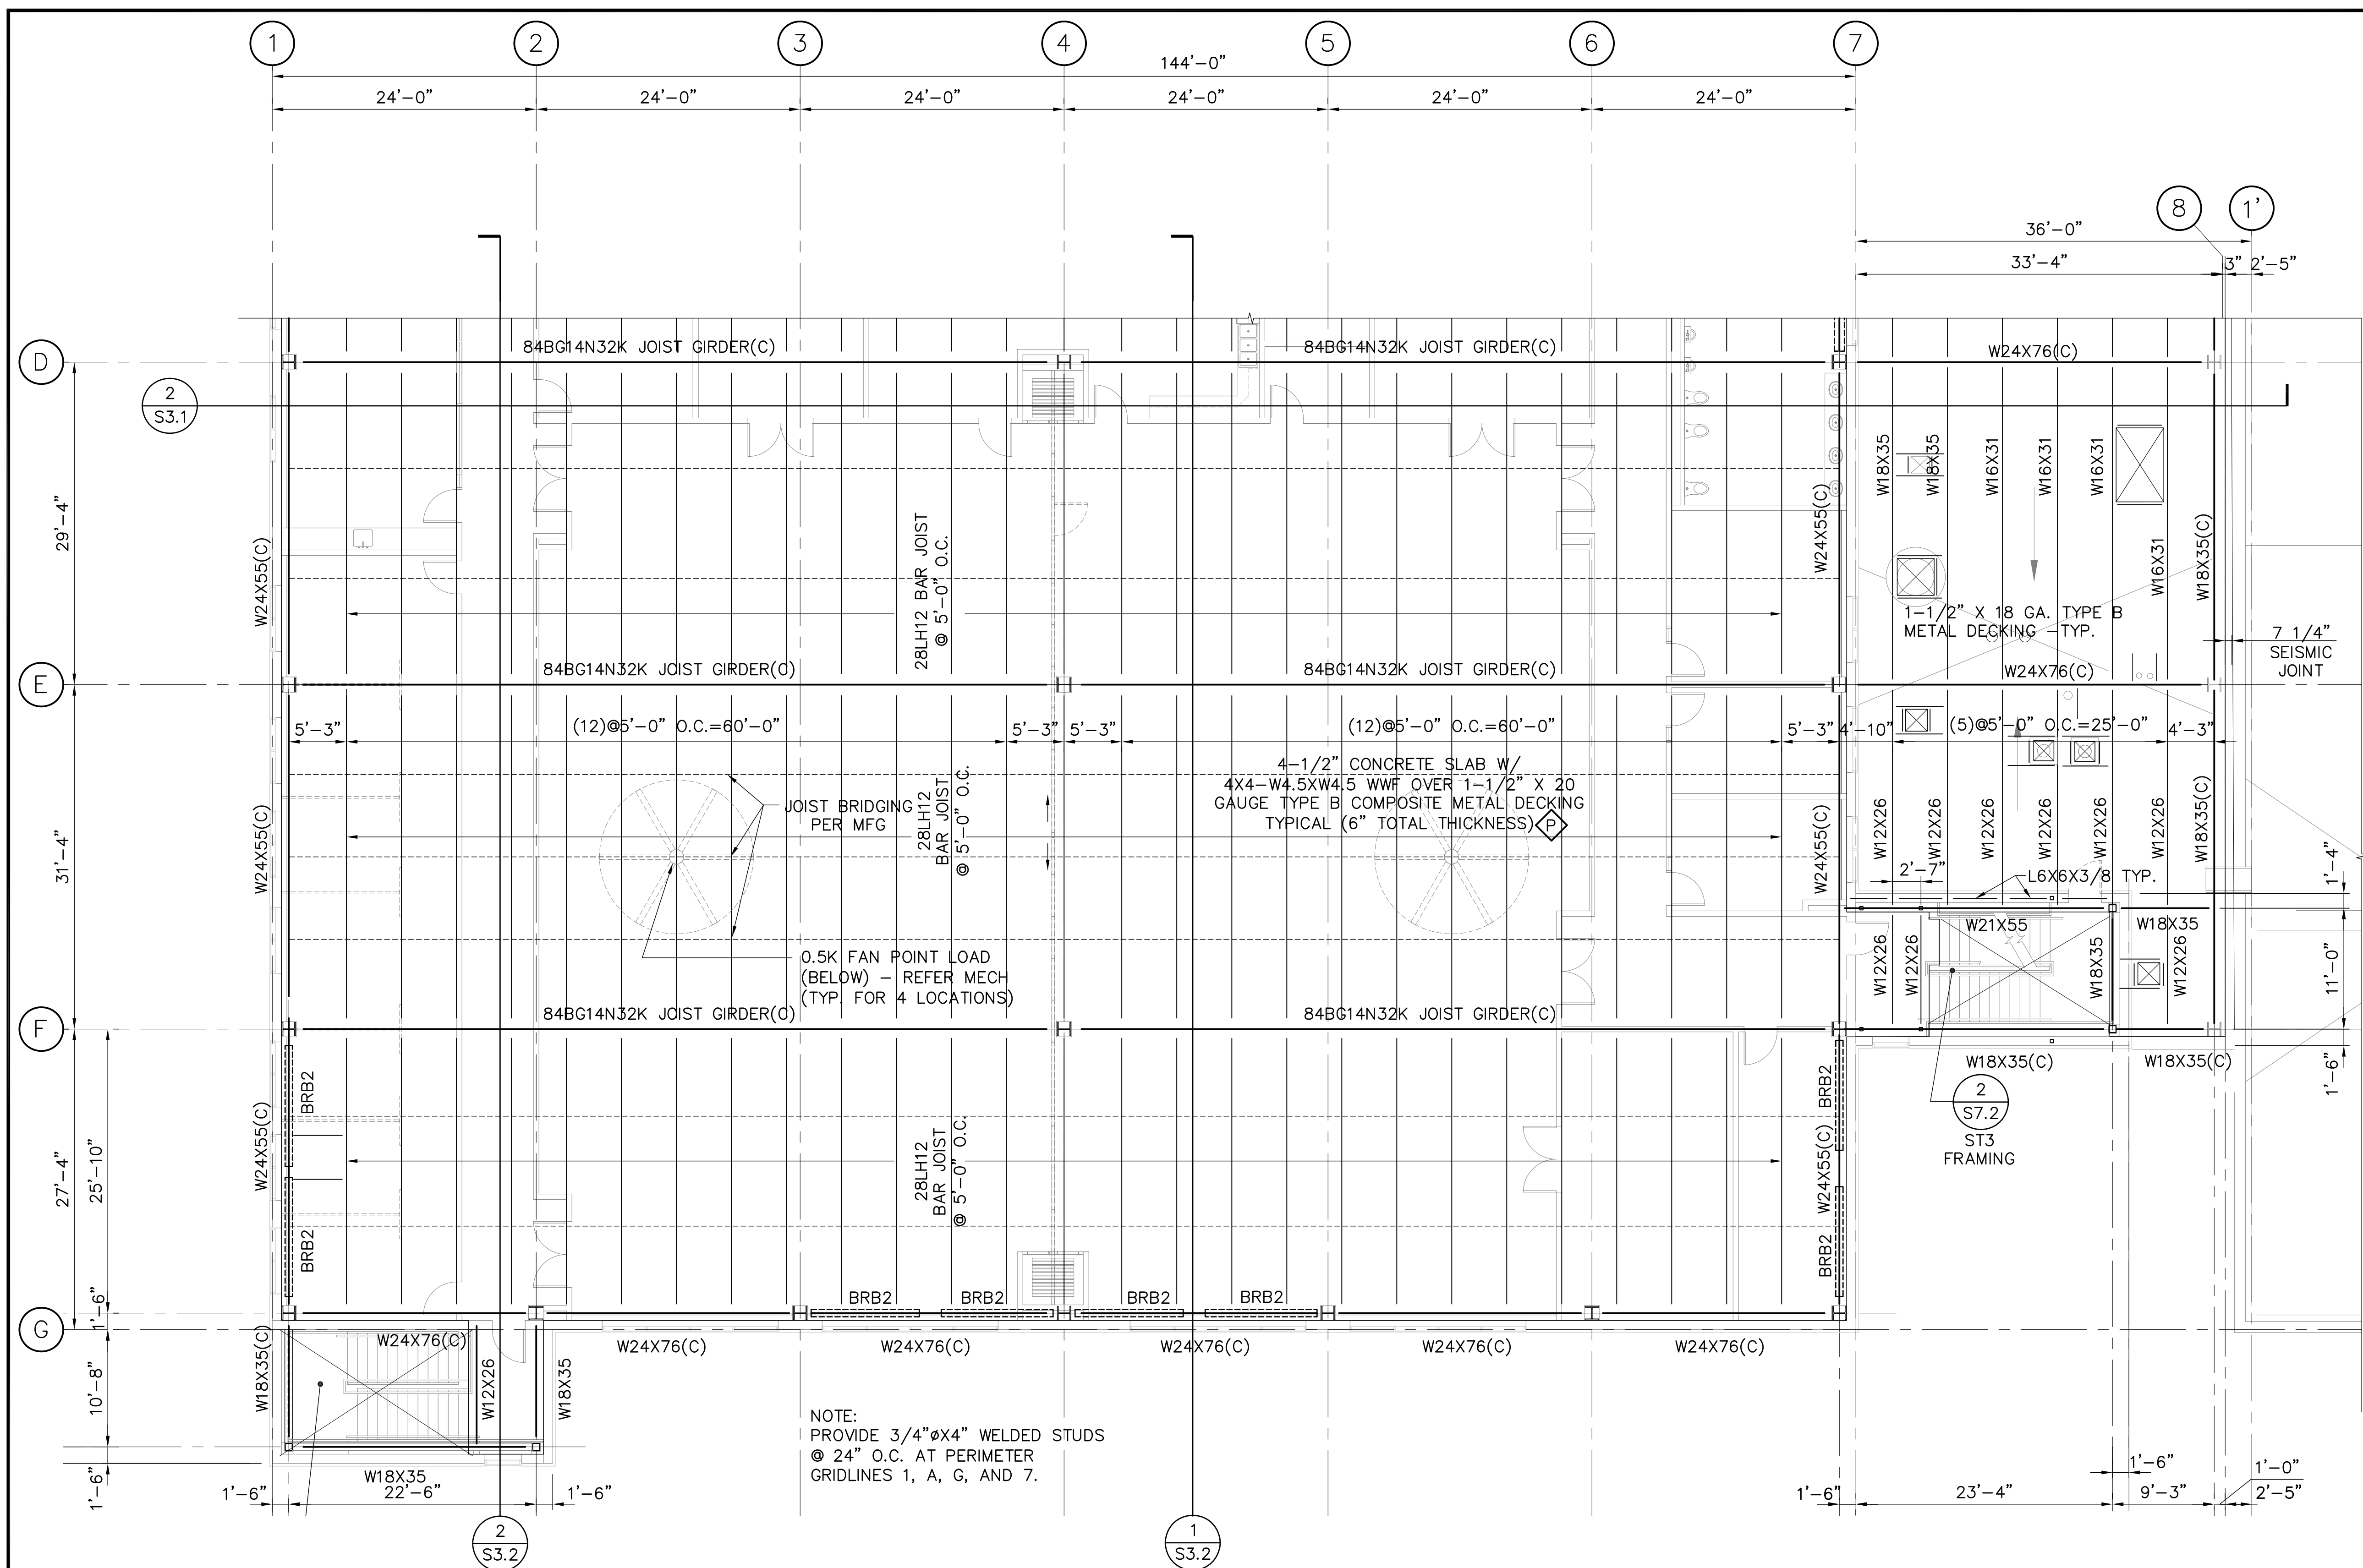 1
2
3
4
5
6
7
144'-0"
24'-0"
24'-0"
24'-0"
24'-0"
24'-0"
24'-0"
8
1'
36'-0"
33'-4"
3"
2'-5"
D
84BG14N32K JOIST GIRDER(C)
84BG14N32K JOIST GIRDER(C)
W24X76(C)
2
S3.1
29'-4"
W24X55(C)
28LH12 BAR JOIST
@ 5'-0" O.C.
W24X55(C)
W18X35
W18X35
W16X31
W16X31
W16X31
W16X31
W18X35(C)
1-1/2" X 18 GA. TYPE B
METAL DECKING -TYP.
7 1/4"
SEISMIC
JOINT
E
84BG14N32K JOIST GIRDER(C)
84BG14N32K JOIST GIRDER(C)
W24X76(C)
5'-3"
(12)@5'-0" O.C.=60'-0"
5'-3"
5'-3"
(12)@5'-0" O.C.=60'-0"
5'-3"
4'-10"
(5)@5'-0" O.C.=25'-0"
4'-3"
4-1/2" CONCRETE SLAB W/
4X4-W4.5XW4.5 WWF OVER 1-1/2" X 20
GAUGE TYPE B COMPOSITE METAL DECKING
TYPICAL (6" TOTAL THICKNESS)
P
JOIST BRIDGING
PER MFG
31'-4"
W24X55(C)
28LH12
BAR JOIST
@ 5'-0" O.C.
W24X55(C)
W12X26
W12X26
W12X26
W12X26
W12X26
W12X26
W18X35(C)
2'-7"
L6X6X3/8 TYP.
1'-4"
W21X55
W18X35
0.5K FAN POINT LOAD
(BELOW) - REFER MECH
(TYP. FOR 4 LOCATIONS)
W12X26
W12X26
W18X35
W12X26
11'-0"
F
84BG14N32K JOIST GIRDER(C)
84BG14N32K JOIST GIRDER(C)
W18X35(C)
W18X35(C)
1'-6"
2
S7.2
ST3
FRAMING
27'-4"
25'-10"
W24X55(C)
BRB2
BRB2
28LH12
BAR JOIST
@ 5'-0" O.C.
BRB2
W24X55(C)
BRB2
1'-6"
BRB2
BRB2
BRB2
BRB2
G
W24X76(C)
W24X76(C)
W24X76(C)
W24X76(C)
W24X76(C)
W24X76(C)
10'-8"
W18X35(C)
W12X26
W18X35
NOTE:
PROVIDE 3/4"øX4" WELDED STUDS
@ 24" O.C. AT PERIMETER
GRIDLINES 1, A, G, AND 7.
1'-6"
W18X35
1'-6"
22'-6"
1'-6"
1'-6"
23'-4"
1'-6"
9'-3"
1'-0"
2'-5"
2
S3.2
1
S3.2